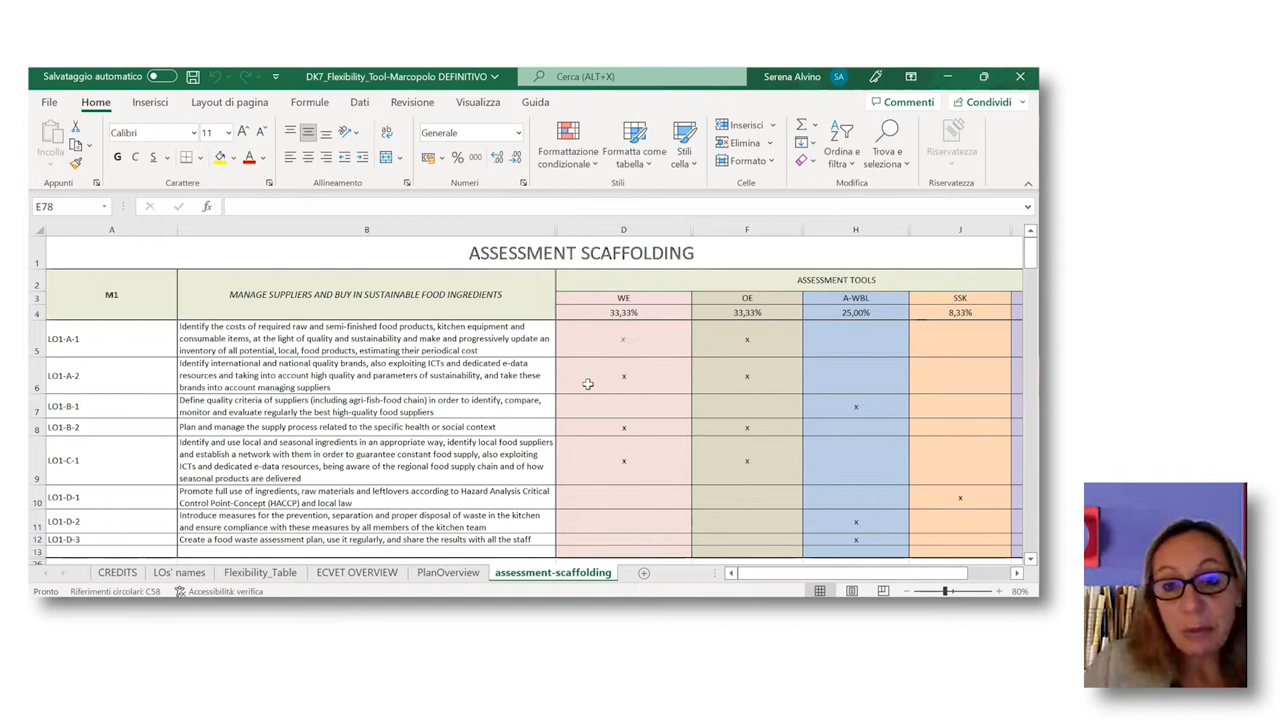 Salvataggio automatico DK7_Flexibility_Tool-Marcopolo DEFINITIVO Cerca (ALT+X) Serena Alvino SA
File Home Inserisci Layout di pagina Formule Dati Revisione Visualizza Guida Commenti Condividi
Incolla
Calibri 11
G C S
Generale
% 000
Formattazione condizionale
Formatta come tabella
Stili cella
Inserisci
Elimina
Formato
Ordina e filtra
Trova e seleziona
Riservatezza
Appunti Carattere Allineamento Numeri Stili Celle Modifica Riservatezza
E78 fx
A B D F H J
1 ASSESSMENT SCAFFOLDING
2 M1 MANAGE SUPPLIERS AND BUY IN SUSTAINABLE FOOD INGREDIENTS ASSESSMENT TOOLS
3 WE OE A-WBL SSK
4 33,33% 33,33% 25,00% 8,33%
Identify the costs of required raw and semi-finished food products, kitchen equipment and
LO1-A-1 consumable items, at the light of quality and sustainability and make and progressively update an x x
5 inventory of all potential, local, food products, estimating their periodical cost
Identify international and national quality brands, also exploiting ICTs and dedicated e-data
LO1-A-2 resources and taking into account high quality and parameters of sustainability, and take these x x
6 brands into account managing suppliers
LO1-B-1 Define quality criteria of suppliers (including agri-fish-food chain) in order to identify, compare, x
7 monitor and evaluate regularly the best high-quality food suppliers
8 LO1-B-2 Plan and manage the supply process related to the specific health or social context x x
Identify and use local and seasonal ingredients in an appropriate way, identify local food suppliers
LO1-C-1 and establish a network with them in order to guarantee constant food supply, also exploiting x x
ICTs and dedicated e-data resources, being aware of the regional food supply chain and of how
9 seasonal products are delivered
LO1-D-1 Promote full use of ingredients, raw materials and leftlovers according to Hazard Analysis Critical x
10 Control Point-Concept (HACCP) and local law
LO1-D-2 Introduce measures for the prevention, separation and proper disposal of waste in the kitchen x
11 and ensure compliance with these measures by all members of the kitchen team
12 LO1-D-3 Create a food waste assessment plan, use it regularly, and share the results with all the staff x
13
CREDITS LOs' names Flexibility_Table ECVET OVERVIEW PlanOverview assessment-scaffolding
Pronto Riferimenti circolari: C58 Accessibilità: verifica 80%